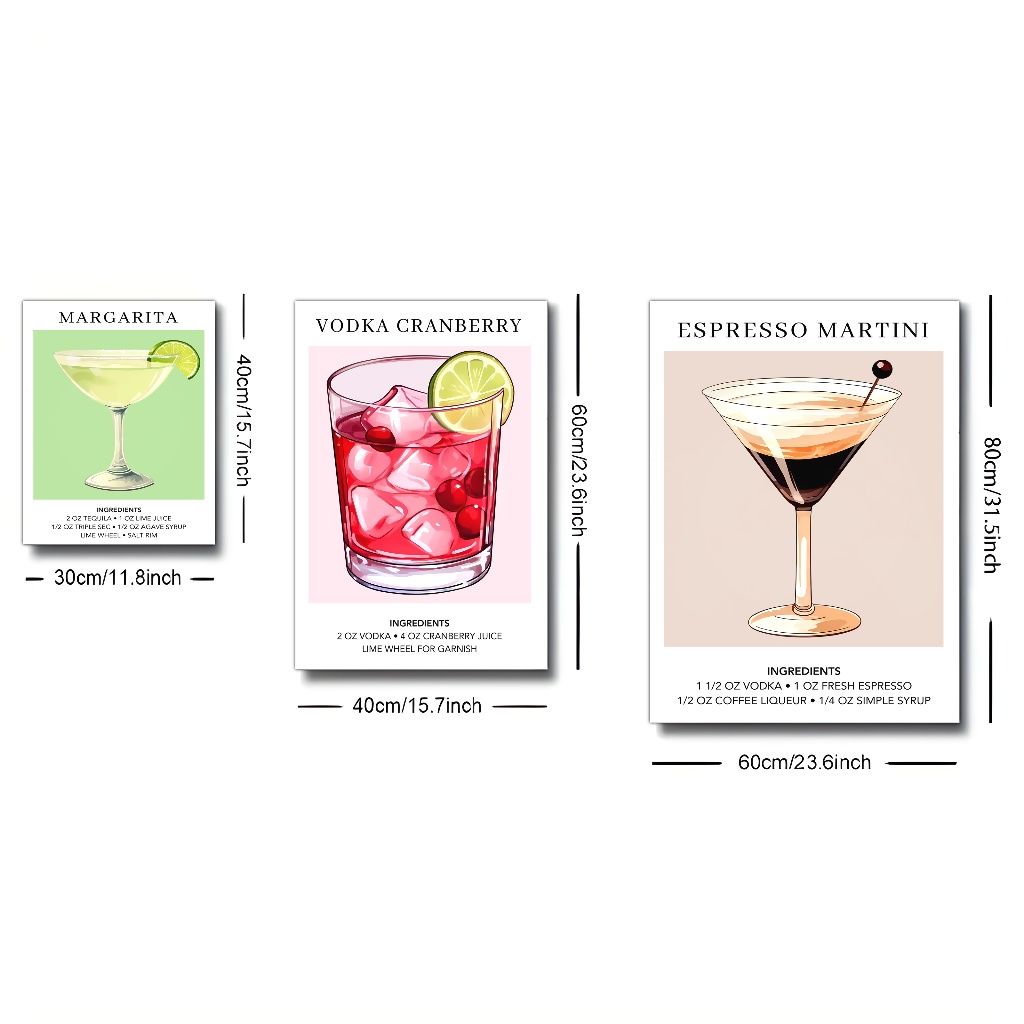 MARGARITA
INGREDIENTS
2 OZ TEQUILA • 1 OZ LIME JUICE
1/2 OZ TRIPLE SEC • 1/2 OZ AGAVE SYRUP
LIME WHEEL • SALT RIM
40cm/15.7inch
30cm/11.8inch
VODKA CRANBERRY
INGREDIENTS
2 OZ VODKA • 4 OZ CRANBERRY JUICE
LIME WHEEL FOR GARNISH
60cm/23.6inch
40cm/15.7inch
ESPRESSO MARTINI
INGREDIENTS
1 1/2 OZ VODKA • 1 OZ FRESH ESPRESSO
1/2 OZ COFFEE LIQUEUR • 1/4 OZ SIMPLE SYRUP
80cm/31.5inch
60cm/23.6inch